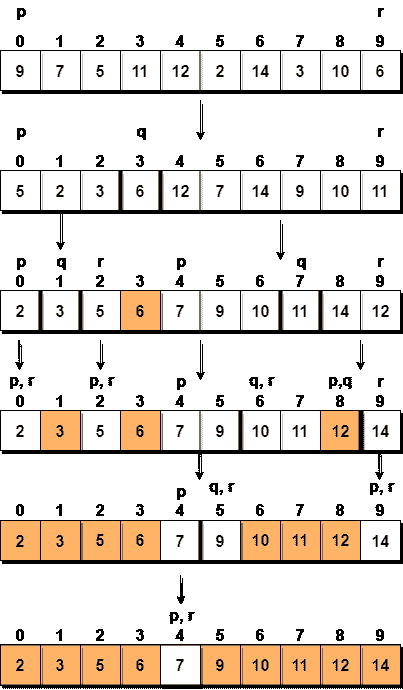 p r
0 1 2 3 4 5 6 7 8 9
9 7 5 11 12 2 14 3 10 6
p q r
0 1 2 3 4 5 6 7 8 9
5 2 3 6 12 7 14 9 10 11
p q r p q r
0 1 2 3 4 5 6 7 8 9
2 3 5 6 7 9 10 11 14 12
p, r p, r p q, r p,q r
0 1 2 3 4 5 6 7 8 9
2 3 5 6 7 9 10 11 12 14
p q, r p, r
0 1 2 3 4 5 6 7 8 9
2 3 5 6 7 9 10 11 12 14
p, r
0 1 2 3 4 5 6 7 8 9
2 3 5 6 7 9 10 11 12 14